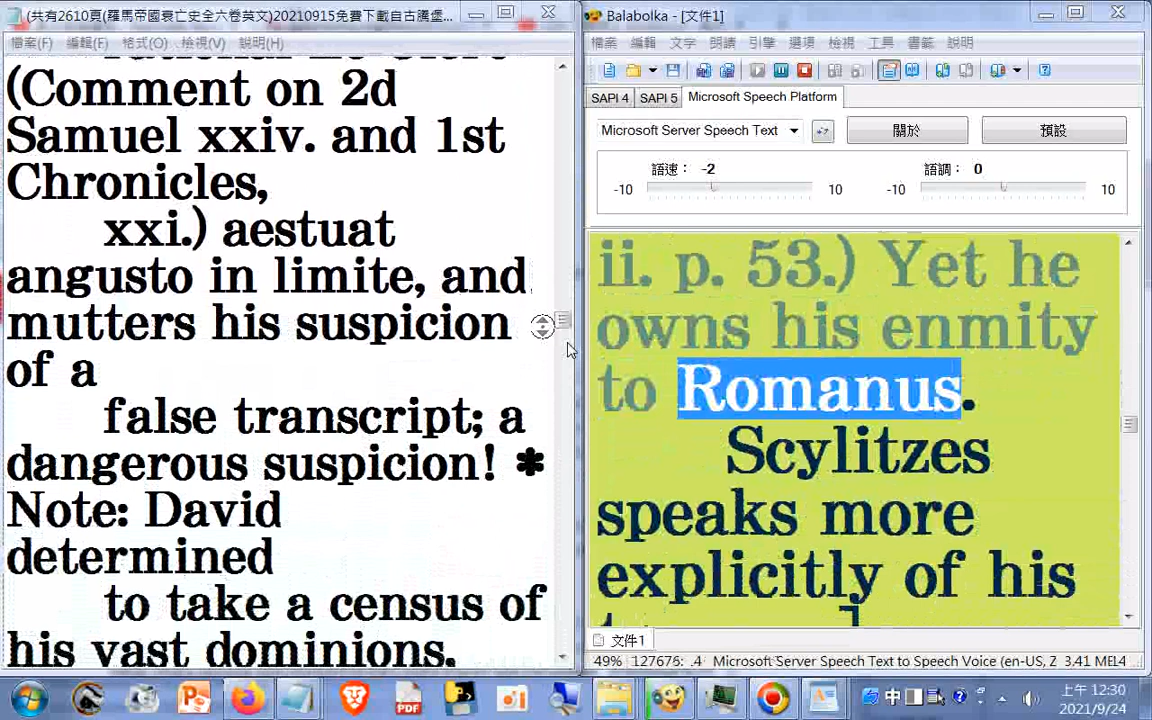 (共有2610頁(羅馬帝國衰亡史全六卷英文)20210915免費下載自古騰堡...
檔案(F) 編輯(E) 格式(O) 檢視(V) 說明(H)
(Comment on 2d
Samuel xxiv. and 1st
Chronicles,
xxi.) aestuat
angusto in limite, and
mutters his suspicion
of a
false transcript; a
dangerous suspicion! *
Note: David
determined
to take a census of
his vast dominions.
Balabolka - [文件1]
檔案 編輯 文字 朗讀 引擎 選項 檢視 工具 書籤 說明
SAPI 4 SAPI 5 Microsoft Speech Platform
Microsoft Server Speech Text 關於 預設
語速： -2 語調： 0
-10 10 -10 10
ii. p. 53.) Yet he
owns his enmity
to Romanus.
Scylitzes
speaks more
explicitly of his
文件1
49% 127676: .4 Microsoft Server Speech Text to Speech Voice (en-US, Z 3,41 MEL4
中
上午 12:30
2021/9/24